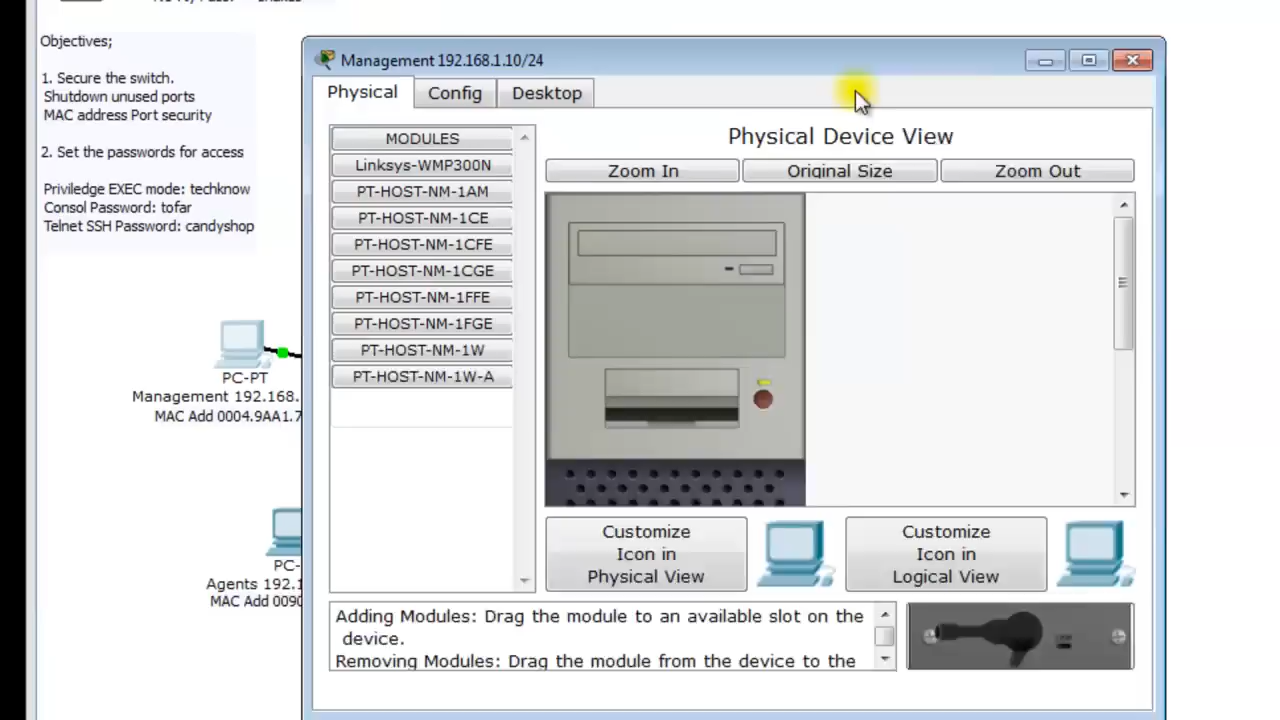 Objectives;
1. Secure the switch.
Shutdown unused ports
MAC address Port security
2. Set the passwords for access
Priviledge EXEC mode: techknow
Consol Password: tofar
Telnet SSH Password: candyshop
PC-PT
Management 192.168.
MAC Add 0004.9AA1.7
PC-
Agents 192.1
MAC Add 0090
Management 192.168.1.10/24
Physical
Config
Desktop
MODULES
Linksys-WMP300N
PT-HOST-NM-1AM
PT-HOST-NM-1CE
PT-HOST-NM-1CFE
PT-HOST-NM-1CGE
PT-HOST-NM-1FFE
PT-HOST-NM-1FGE
PT-HOST-NM-1W
PT-HOST-NM-1W-A
Physical Device View
Zoom In
Original Size
Zoom Out
Customize
Icon in
Physical View
Customize
Icon in
Logical View
Adding Modules: Drag the module to an available slot on the
device.
Removing Modules: Drag the module from the device to the